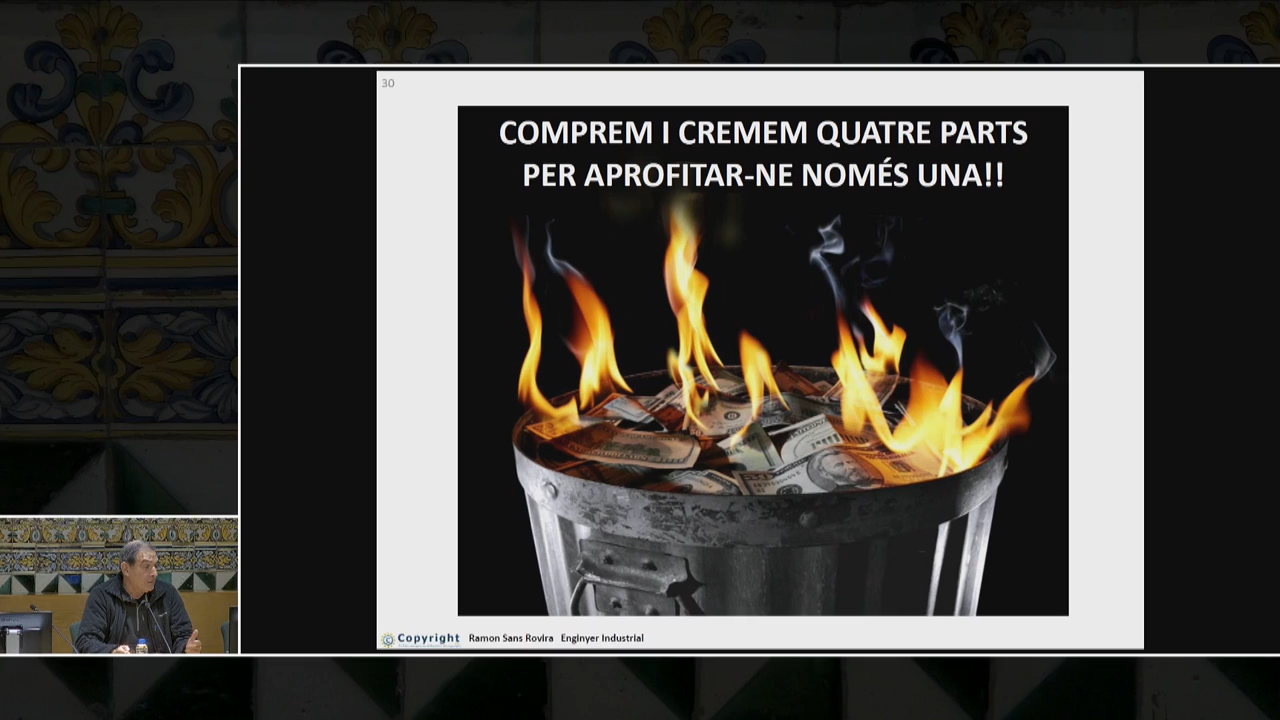 30
COMPREM I CREMEM QUATRE PARTS
PER APROFITAR-NE NOMÉS UNA!!
© Copyright Ramon Sans Rovira Enginyer Industrial